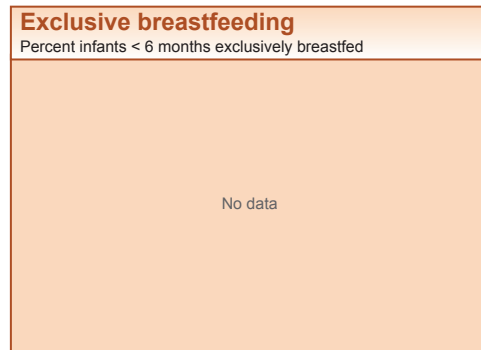 Exclusive breastfeeding
Percent infants < 6 months exclusively breastfed
No data